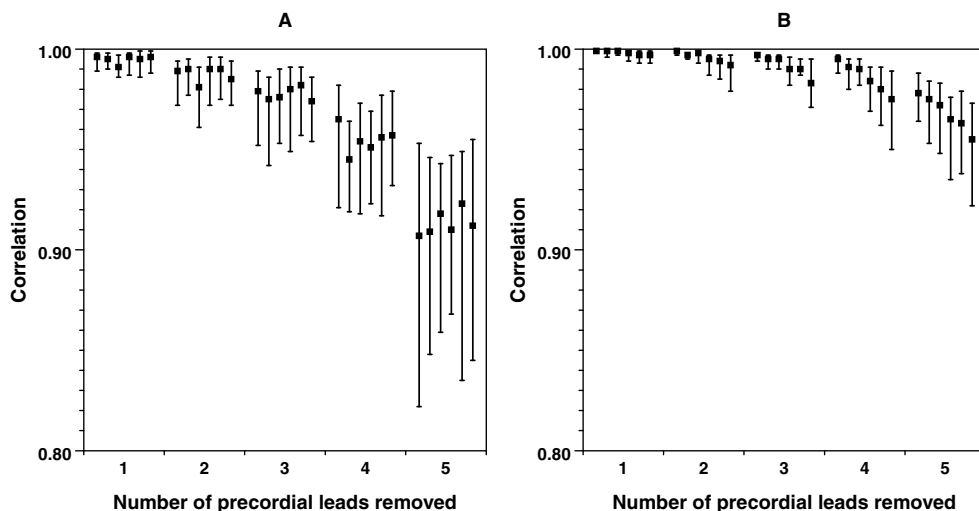 A
1.00
0.90
0.80
Correlation
1 2 3 4 5
Number of precordial leads removed
B
1.00
0.90
0.80
Correlation
1 2 3 4 5
Number of precordial leads removed